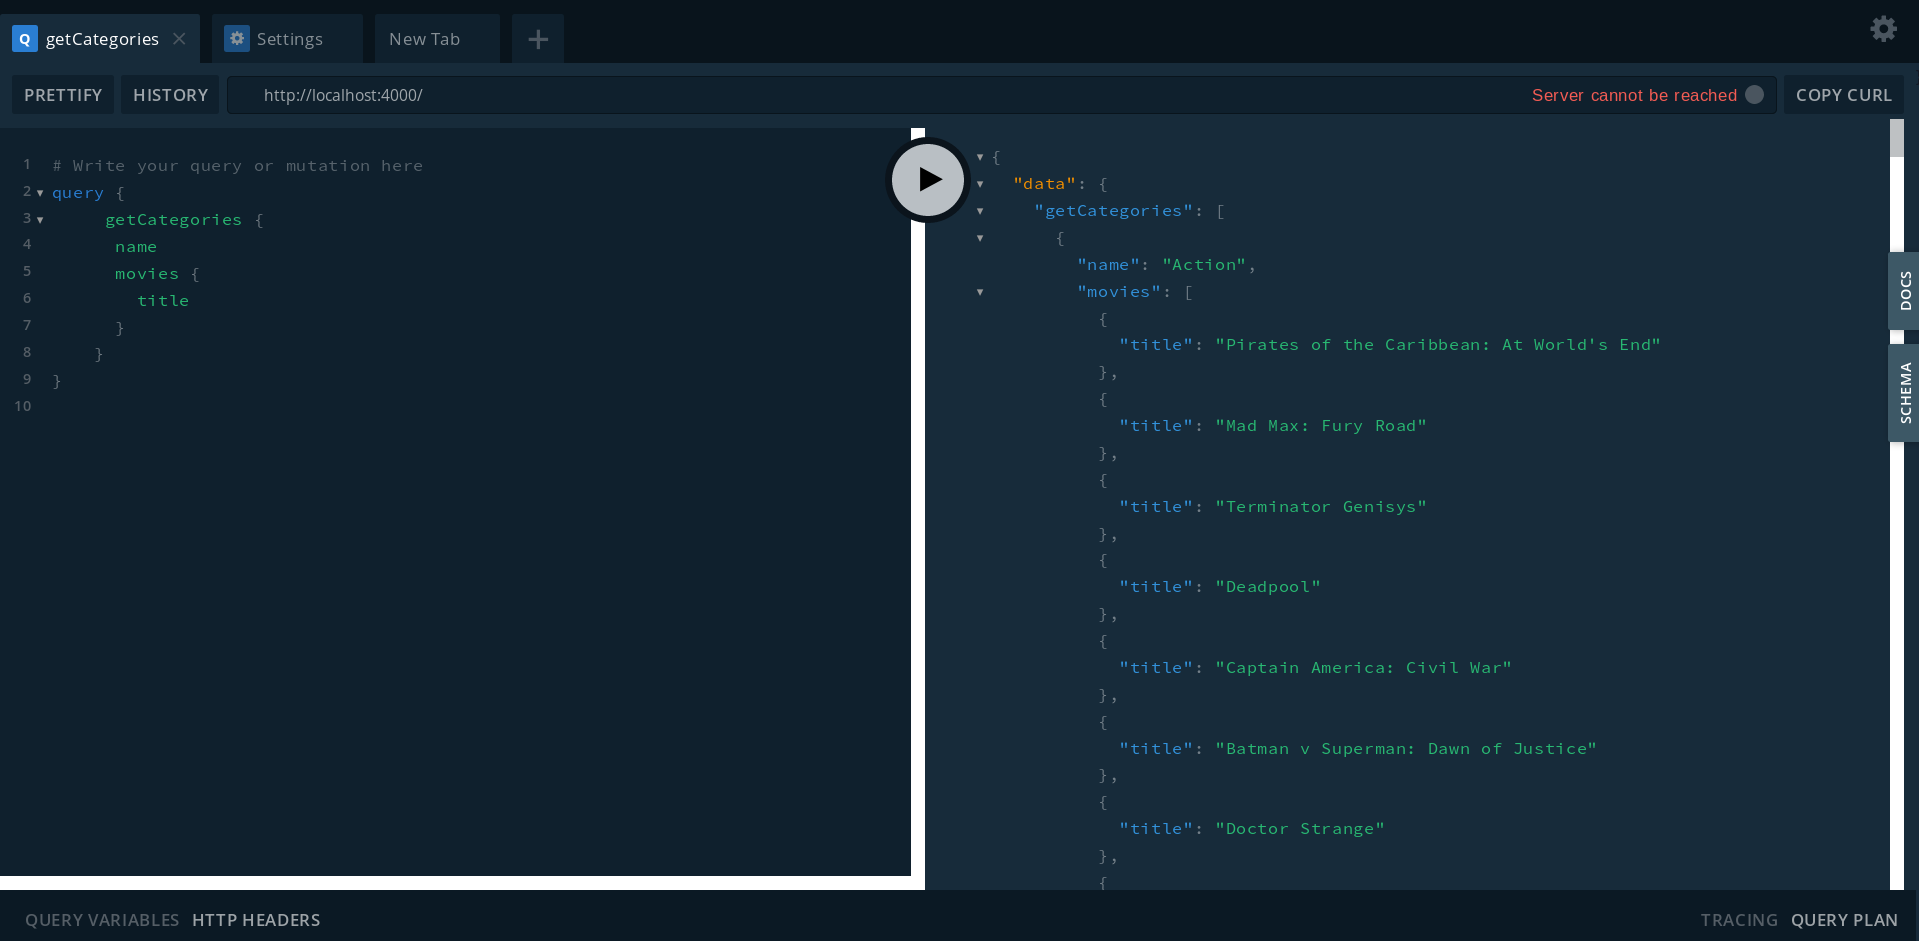 Q getCategories × Settings New Tab +
PRETTIFY HISTORY http://localhost:4000/ Server cannot be reached COPY CURL
1 # Write your query or mutation here
2 query {
3 getCategories {
4 name
5 movies {
6 title
7 }
8 }
9 }
10
{
"data": {
"getCategories": [
{
"name": "Action",
"movies": [
{
"title": "Pirates of the Caribbean: At World's End"
},
{
"title": "Mad Max: Fury Road"
},
{
"title": "Terminator Genisys"
},
{
"title": "Deadpool"
},
{
"title": "Captain America: Civil War"
},
{
"title": "Batman v Superman: Dawn of Justice"
},
{
"title": "Doctor Strange"
},
{
DOCS
SCHEMA
QUERY VARIABLES HTTP HEADERS TRACING QUERY PLAN